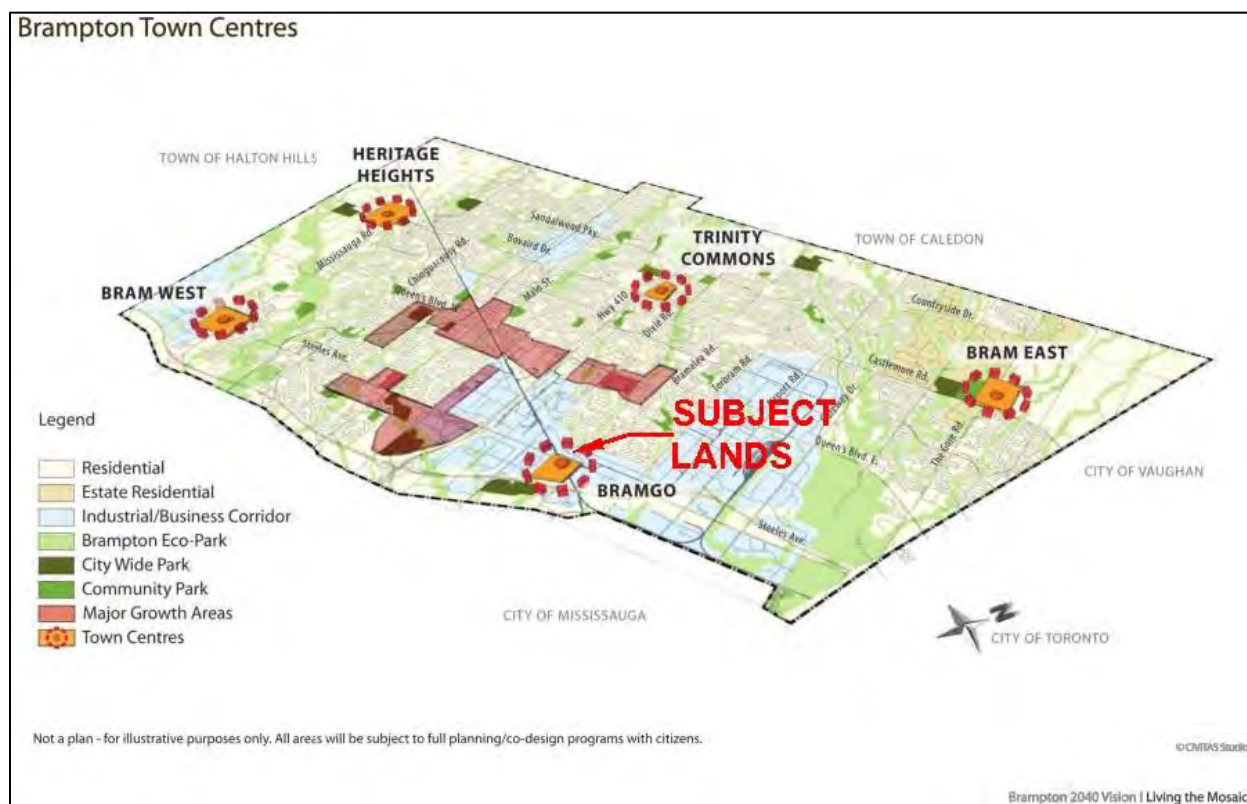 Brampton Town Centres
TOWN OF HALTON HILLS
HERITAGE
HEIGHTS
Sandalwood Pky.
Bovaird Dr.
Mississauga Rd.
Chinguacousy Rd.
TRINITY
COMMONS
TOWN OF CALEDON
BRAM WEST
Queen's Blvd. W.
Main St.
Hwy 410
Dixie Rd.
Countryside Dr.
Steeles Ave.
Bramalea Rd.
Torbram Rd.
Airport Rd.
Castlemore Rd.
BRAM EAST
SUBJECT
LANDS
The Gore Rd.
Queen's Blvd. E.
BRAMGO
CITY OF VAUGHAN
Steeles Ave.
Legend
Residential
Estate Residential
Industrial/Business Corridor
Brampton Eco-Park
City Wide Park
Community Park
Major Growth Areas
Town Centres
CITY OF MISSISSAUGA
N
CITY OF TORONTO
Not a plan - for illustrative purposes only. All areas will be subject to full planning/co-design programs with citizens.
©CIVITAS Studio
Brampton 2040 Vision | Living the Mosaic